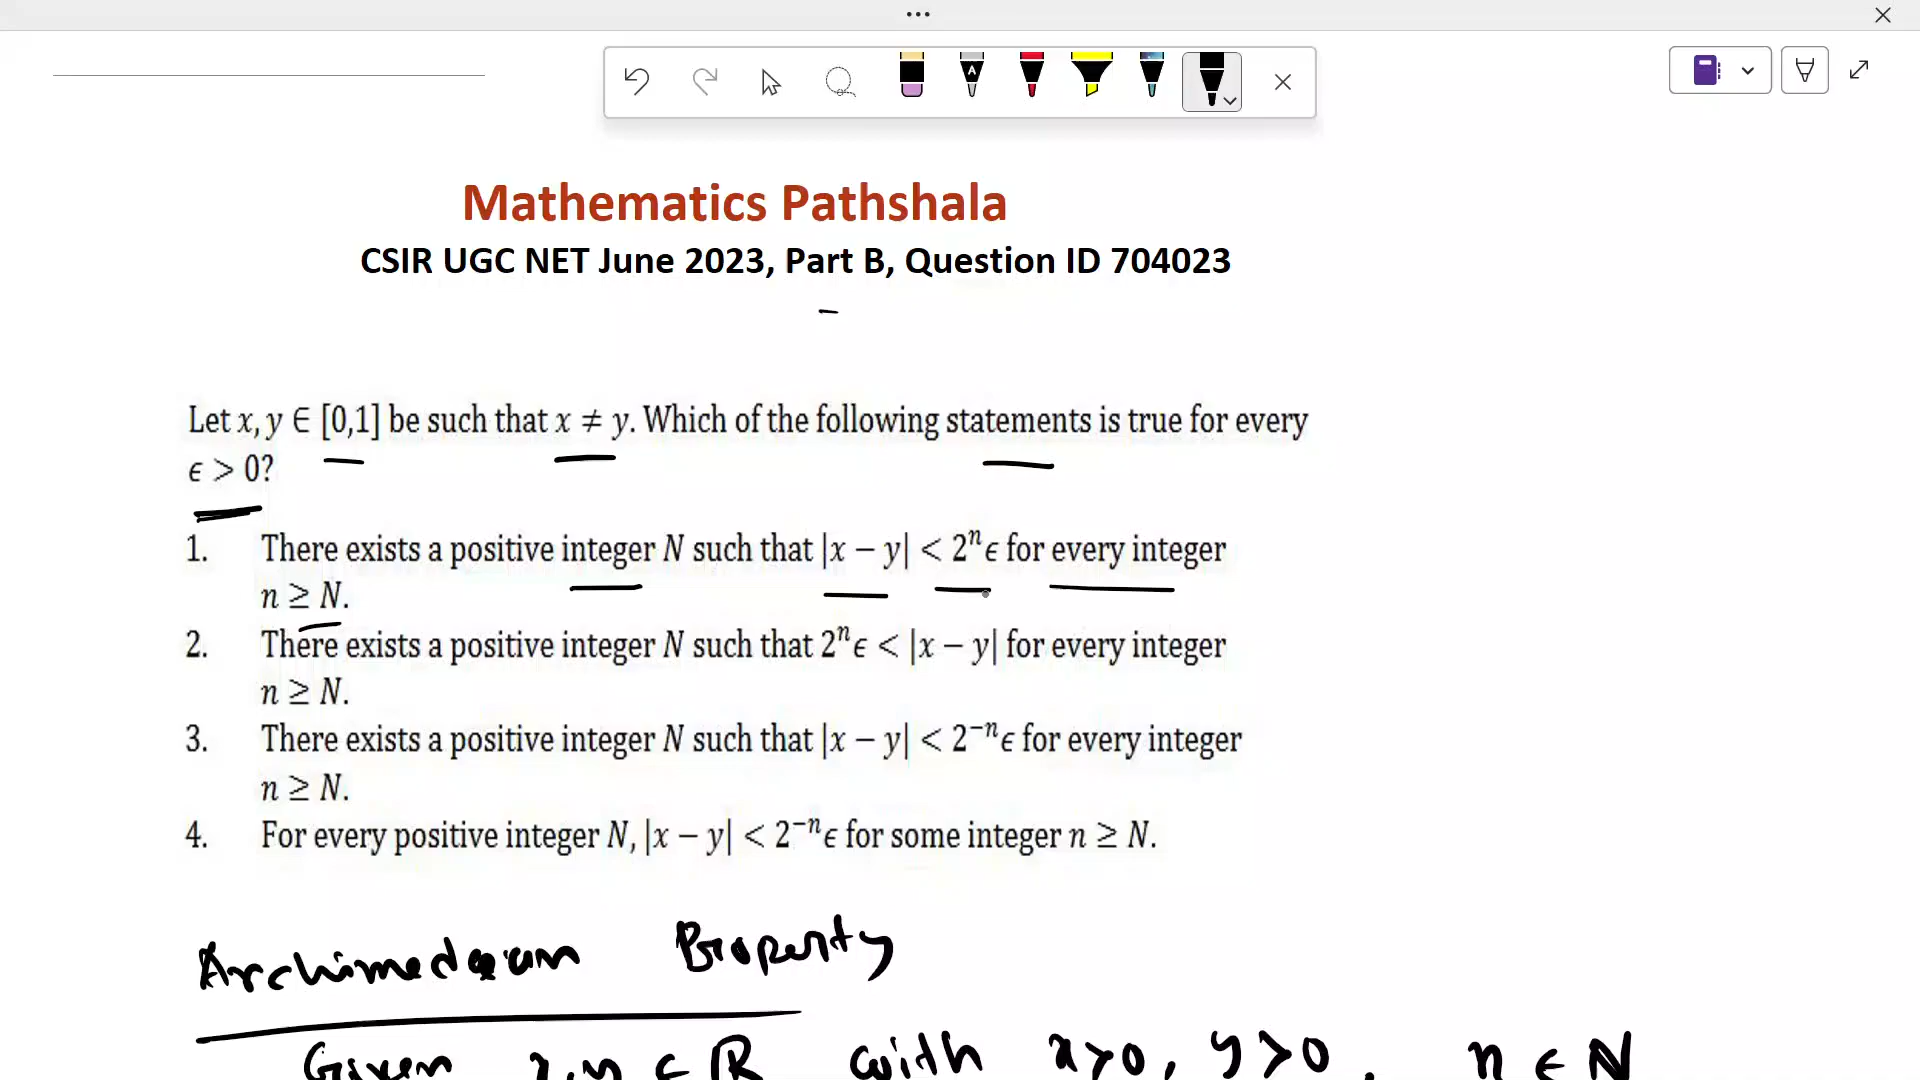 Mathematics Pathshala
CSIR UGC NET June 2023, Part B, Question ID 704023
Let x, y ∈ [0,1] be such that x ≠ y. Which of the following statements is true for every
ϵ > 0?
1. There exists a positive integer N such that |x − y| < 2ⁿϵ for every integer
n ≥ N.
2. There exists a positive integer N such that 2ⁿϵ < |x − y| for every integer
n ≥ N.
3. There exists a positive integer N such that |x − y| < 2⁻ⁿϵ for every integer
n ≥ N.
4. For every positive integer N, |x − y| < 2⁻ⁿϵ for some integer n ≥ N.
Archimedean Property
Given x, y ∈ ℝ with x > 0, y > 0, n ∈ ℕ